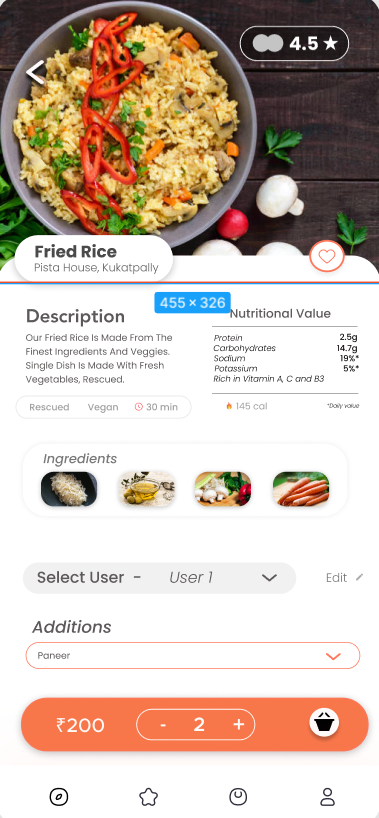 4.5 ★
Fried Rice
Pista House, Kukatpally
455 × 326
Description
Our Fried Rice Is Made From The
Finest Ingredients And Veggies.
Single Dish Is Made With Fresh
Vegetables, Rescued.
Rescued Vegan 30 min
Nutritional Value
Protein 2.5g
Carbohydrates 14.7g
Sodium 19%*
Potassium 5%*
Rich in Vitamin A, C and B3
145 cal *Daily value
Ingredients
Select User - User 1 Edit
Additions
Paneer
₹200 - 2 +